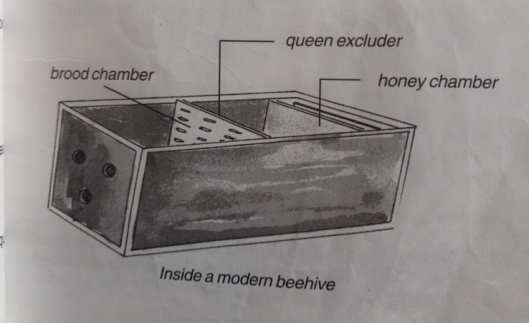 queen excluder
brood chamber
honey chamber
Inside a modern beehive